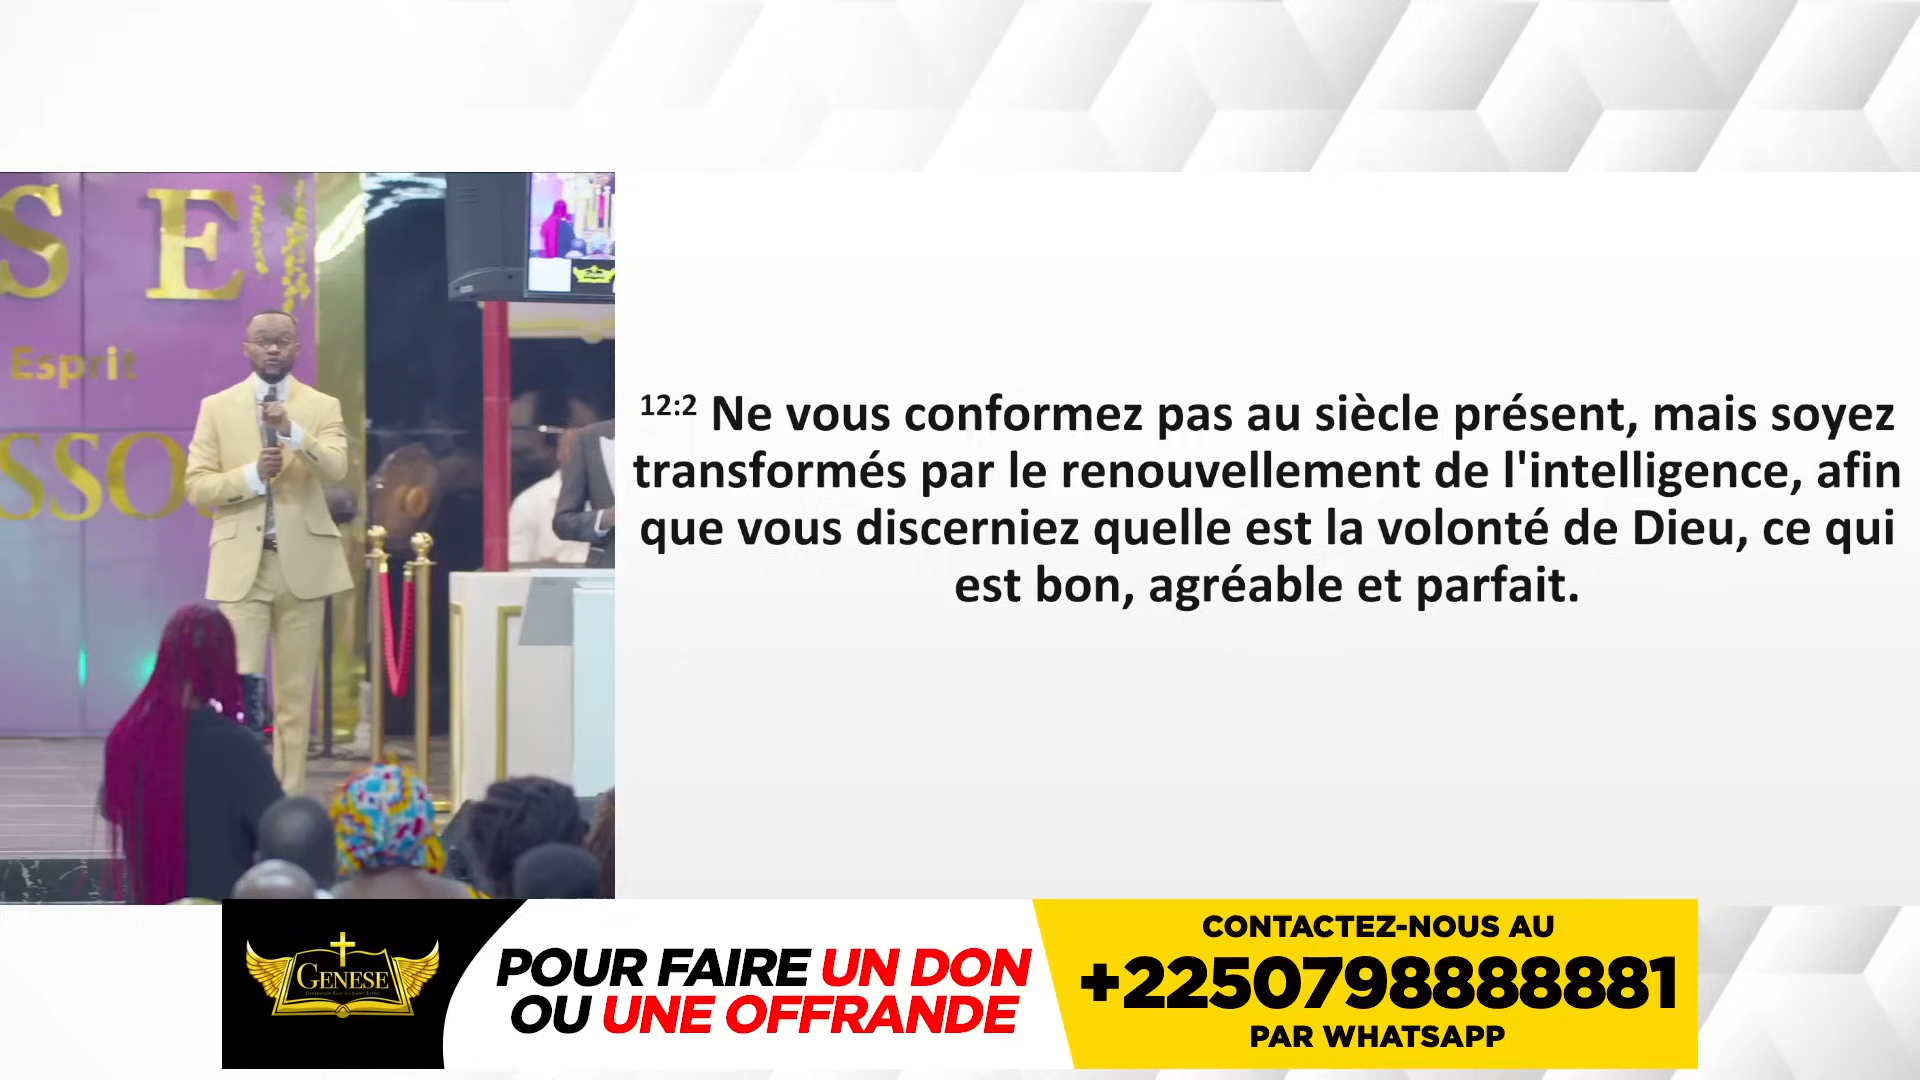 S E
Esprit
SSO
12:2 Ne vous conformez pas au siècle présent, mais soyez
transformés par le renouvellement de l'intelligence, afin
que vous discerniez quelle est la volonté de Dieu, ce qui
est bon, agréable et parfait.
GENESE
POUR FAIRE UN DON
OU UNE OFFRANDE
CONTACTEZ-NOUS AU
+2250798888881
PAR WHATSAPP